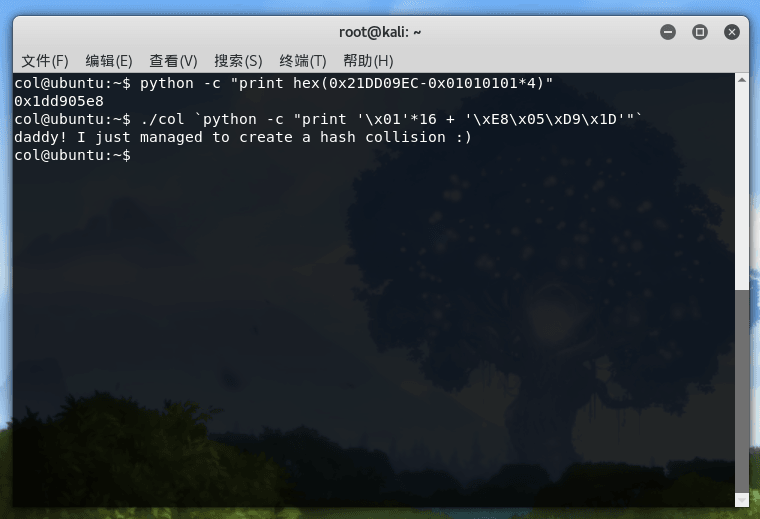 root@kali: ~
文件(F) 编辑(E) 查看(V) 搜索(S) 终端(T) 帮助(H)
col@ubuntu:~$ python -c "print hex(0x21DD09EC-0x01010101*4)"
0x1dd905e8
col@ubuntu:~$ ./col `python -c "print '\x01'*16 + '\xE8\x05\xD9\x1D'"`
daddy! I just managed to create a hash collision :)
col@ubuntu:~$